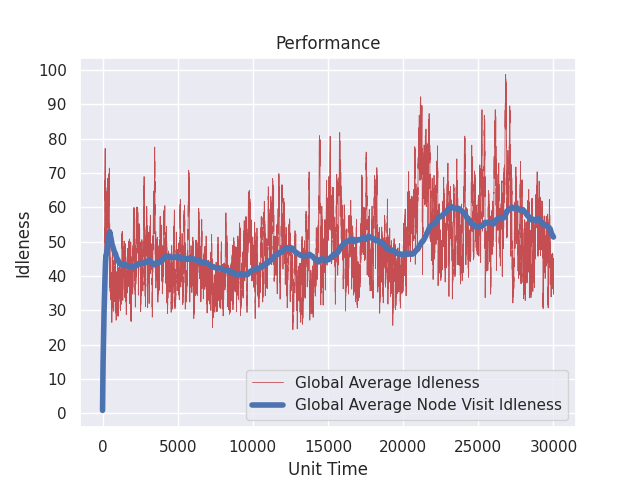 Performance
100
90
80
70
60
50
40
30
20
10
0
Idleness
Global Average Idleness
Global Average Node Visit Idleness
0 5000 10000 15000 20000 25000 30000
Unit Time